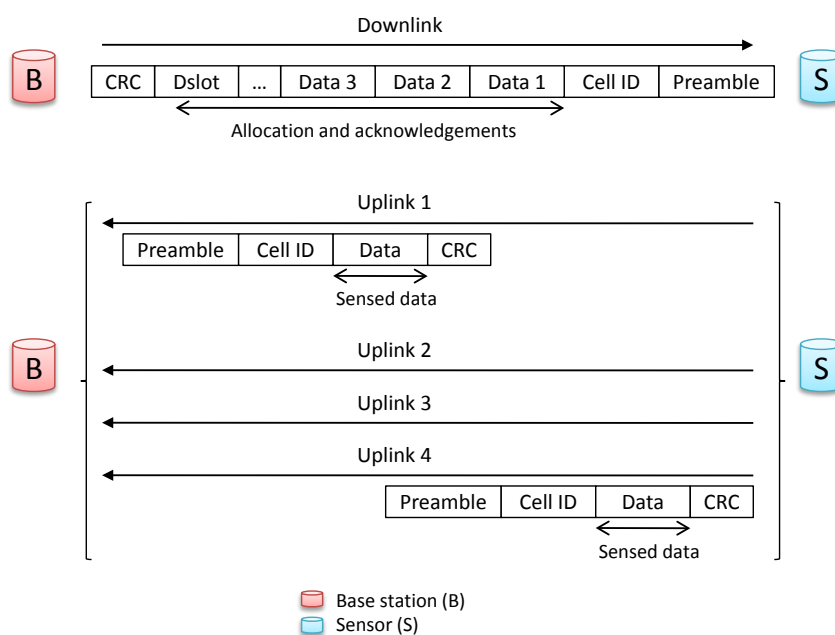 Downlink
B
CRC Dslot ... Data 3 Data 2 Data 1 Cell ID Preamble
S
Allocation and acknowledgements
Uplink 1
Preamble Cell ID Data CRC
Sensed data
B
Uplink 2
S
Uplink 3
Uplink 4
Preamble Cell ID Data CRC
Sensed data
Base station (B)
Sensor (S)